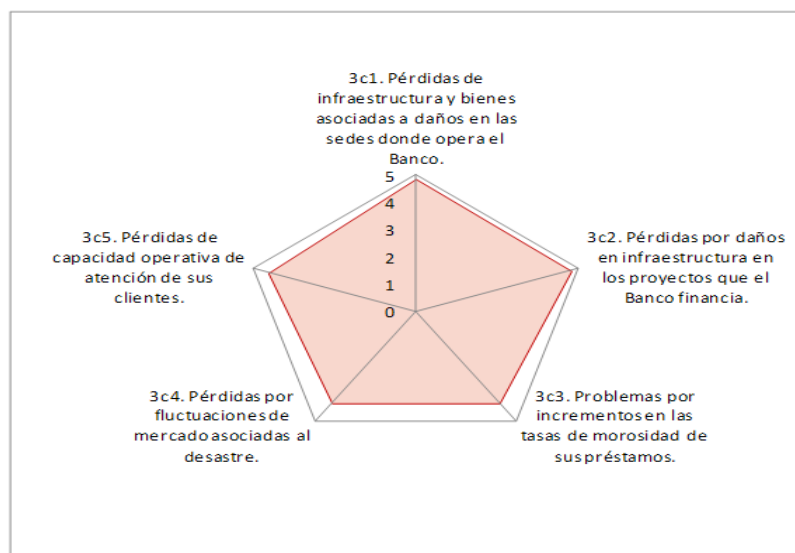 3c1. Pérdidas de
infraestructura y bienes
asociadas a daños en las
sedes donde opera el
Banco.
5
4
3
2
1
0
3c2. Pérdidas por daños
en infraestructura en
los proyectos que el
Banco financia.
3c3. Problemas por
incrementos en las
tasas de morosidad de
sus préstamos.
3c4. Pérdidas por
fluctuaciones de
mercado asociadas al
desastre.
3c5. Pérdidas de
capacidad operativa de
atención de sus
clientes.